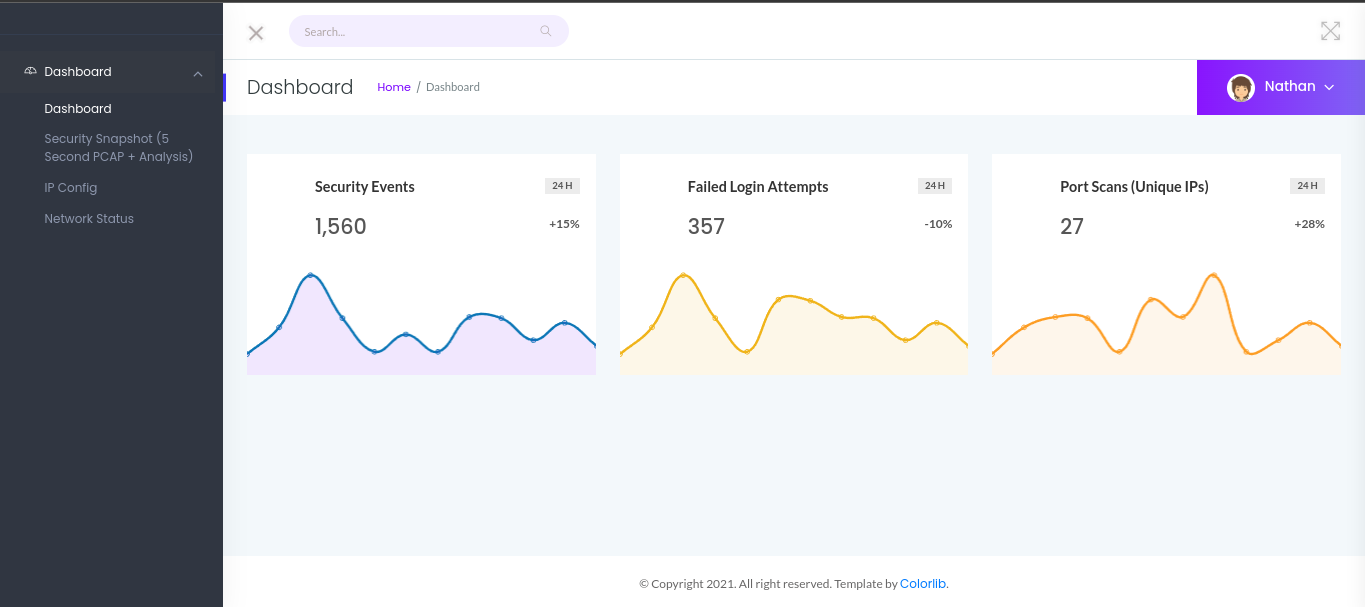 Search...
Dashboard
Dashboard
Security Snapshot (5
Second PCAP + Analysis)
IP Config
Network Status
Dashboard Home / Dashboard
Nathan
Security Events 24 H
1,560 +15%
Failed Login Attempts 24 H
357 -10%
Port Scans (Unique IPs) 24 H
27 +28%
© Copyright 2021. All right reserved. Template by Colorlib.